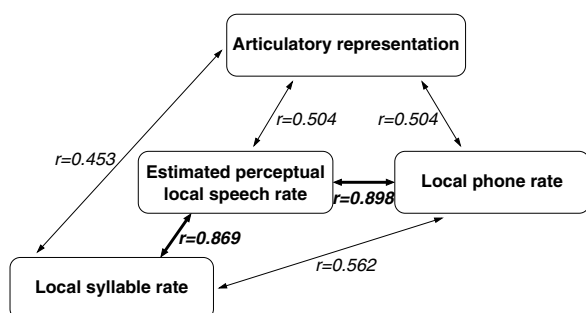 Articulatory representation
r=0.504
r=0.504
r=0.453
Estimated perceptual
local speech rate
Local phone rate
r=0.898
r=0.869
r=0.562
Local syllable rate